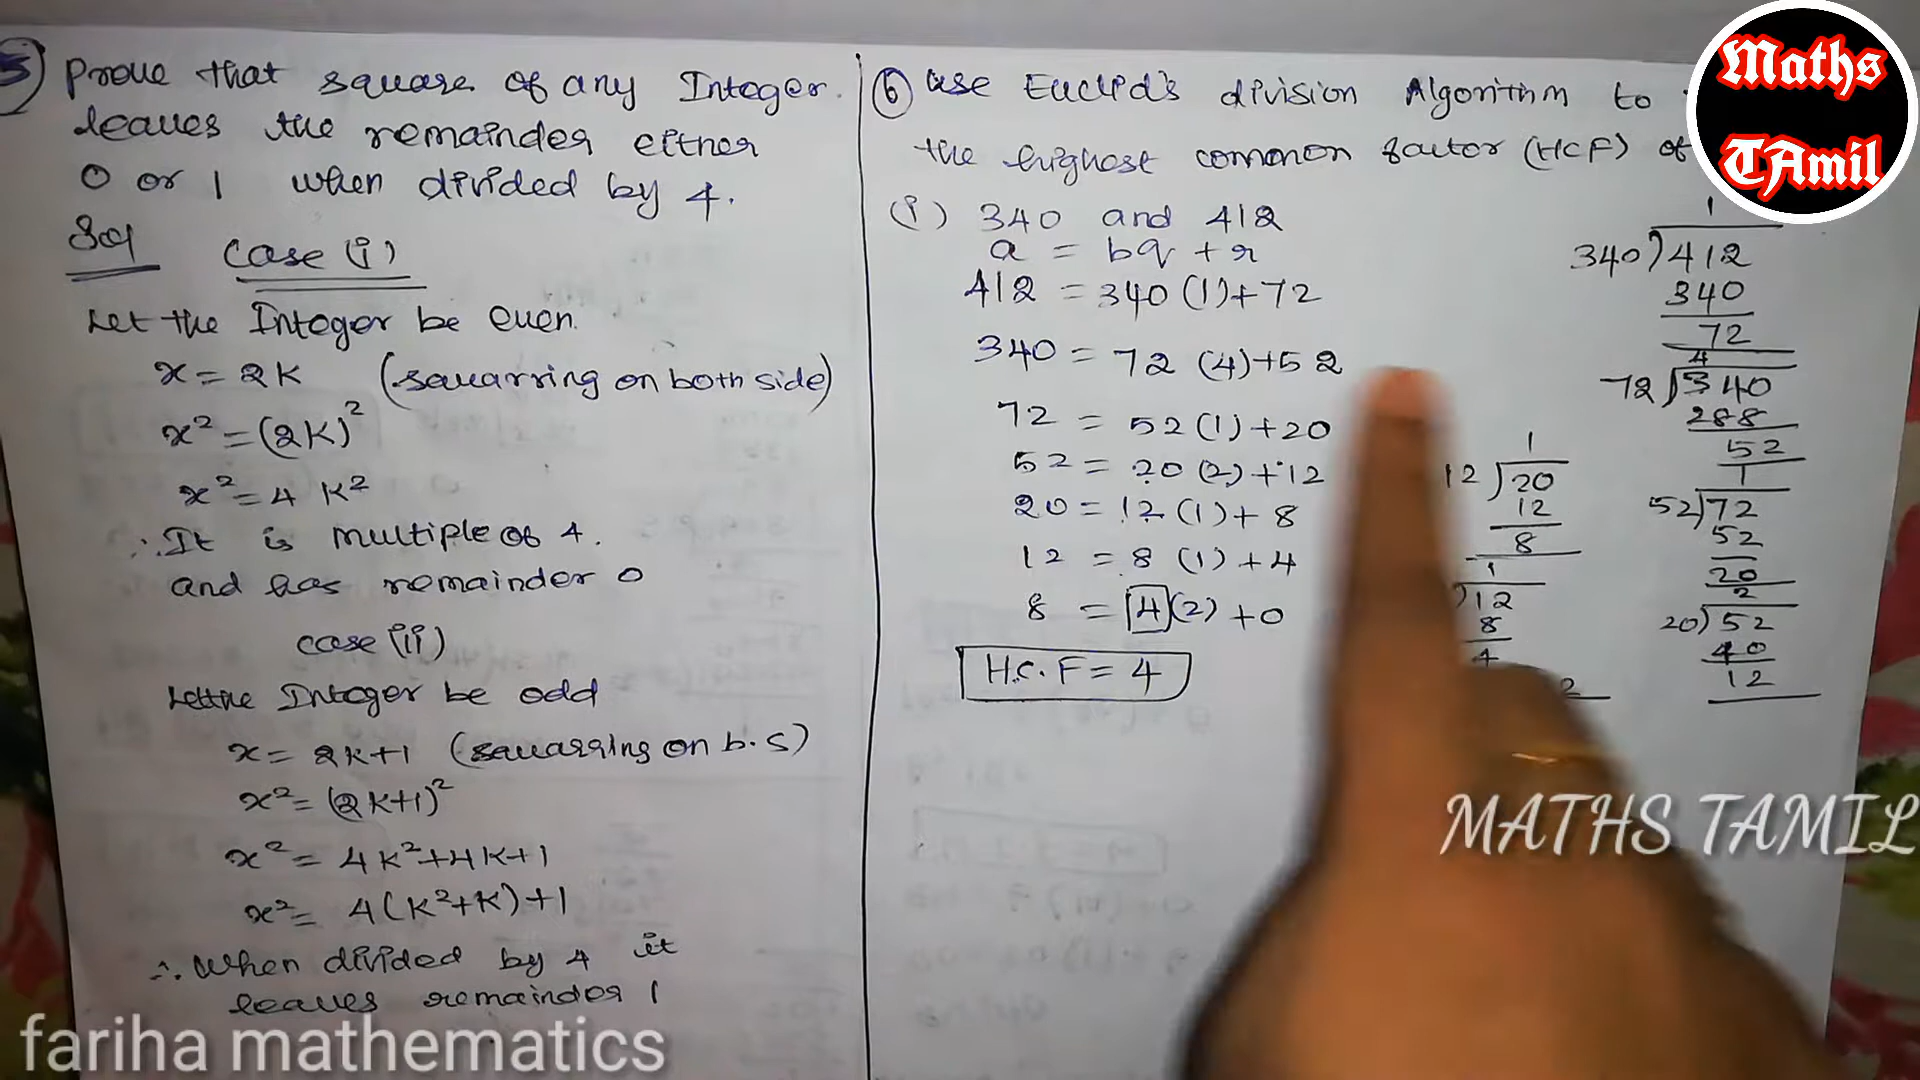 5) Prove that square of any Integer.
leaves the remainder either
0 or 1 when divided by 4.
Sol
Case (i)
Let the Integer be even.
x = 2K (squarring on both side)
x² = (2K)²
x² = 4 K²
∴ It is multiple of 4.
and has remainder 0
case (ii)
Let the Integer be odd
x = 2K+1 (squarring on b.s)
x² = (2K+1)²
x² = 4K²+4K+1
x² = 4(K²+K)+1
∴ When divided by 4 it
leaves remainder 1
6 Use Euclid's division Algorithm to
the highest common factor (HCF) of
(i) 340 and 412
a = bq + r
412 = 340 (1)+72
340 = 72 (4)+52
72 = 52 (1)+20
52 = 20 (2)+12
20 = 12 (1)+ 8
12 = 8 (1)+4
8 = 4 (2) +0
H.C.F = 4
1
340)412
340
72
4
72)340
288
52
1
52)72
52
20
2
20)52
40
12
1
12)20
12
8
1
)12
8
4
2
Maths
TAmil
MATHS TAMIL
fariha mathematics